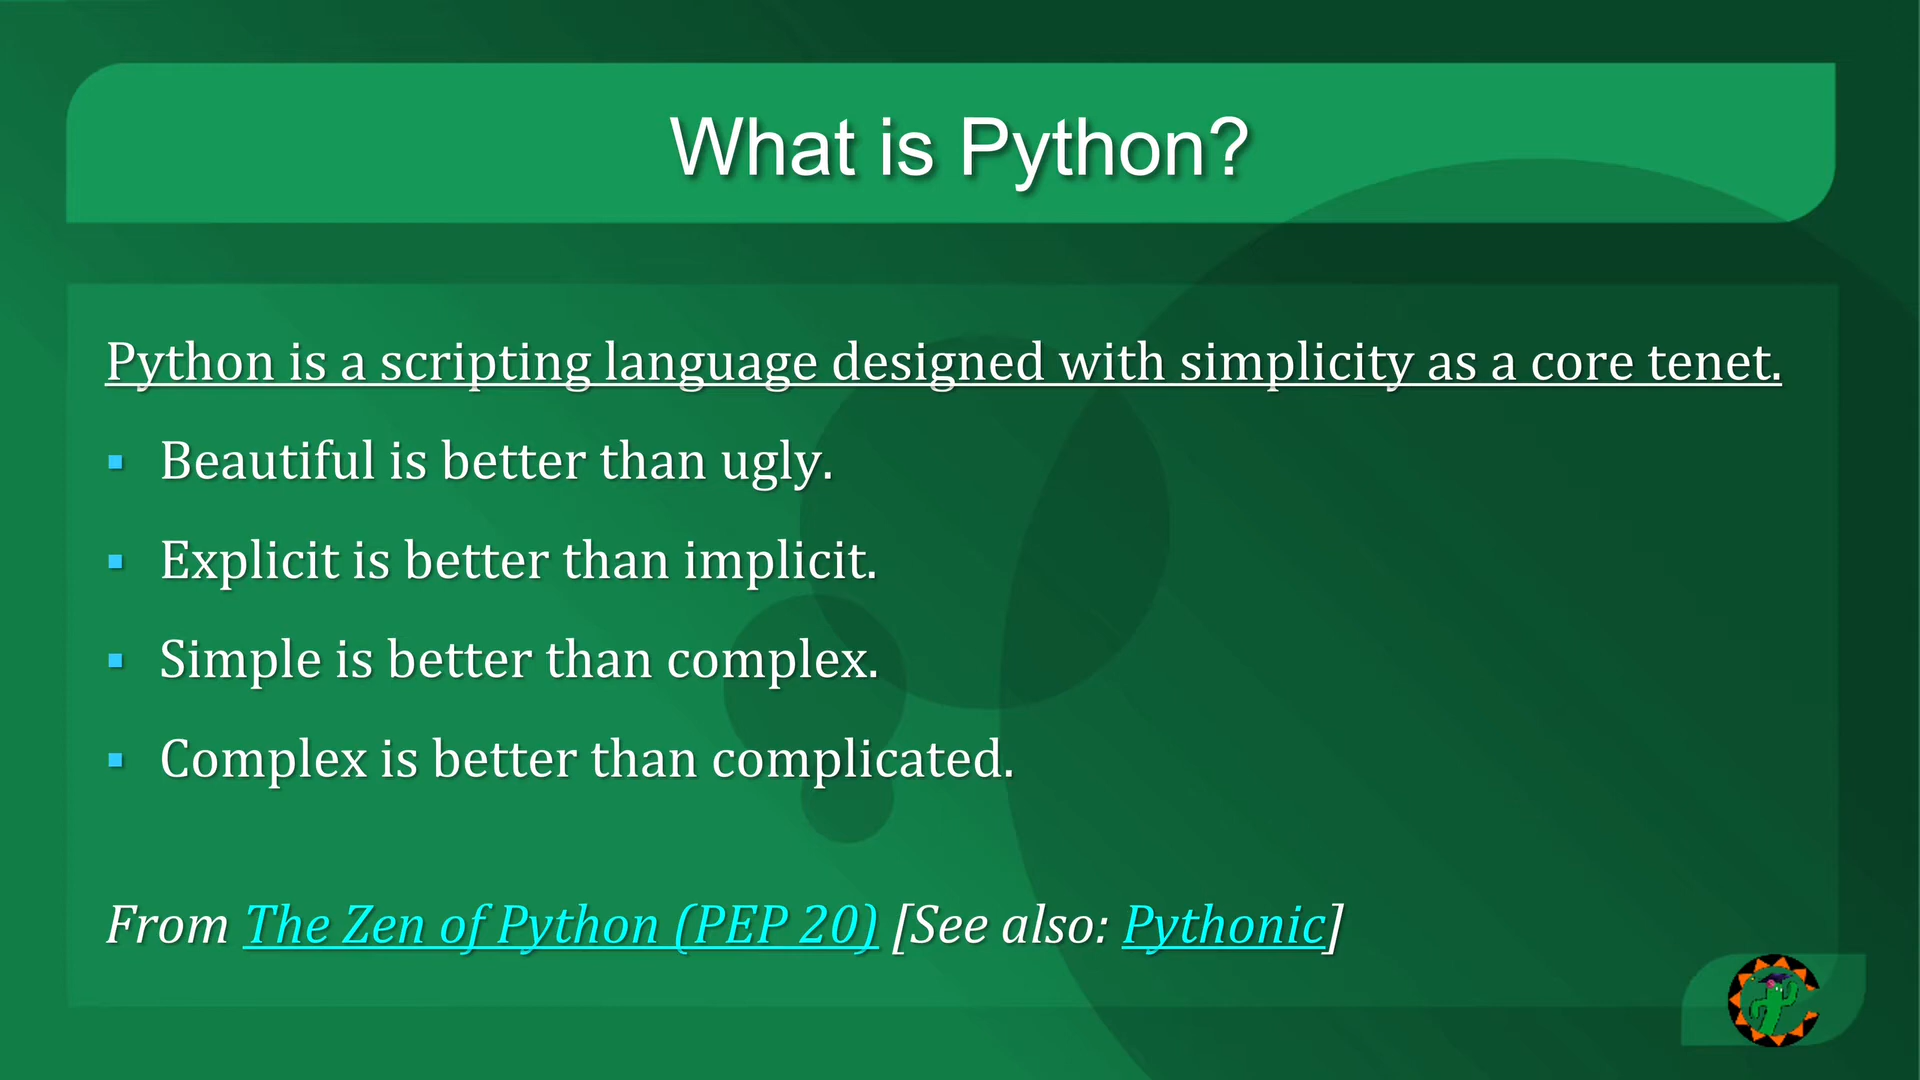 What is Python?
Python is a scripting language designed with simplicity as a core tenet.
▪ Beautiful is better than ugly.
▪ Explicit is better than implicit.
▪ Simple is better than complex.
▪ Complex is better than complicated.
From The Zen of Python (PEP 20) [See also: Pythonic]